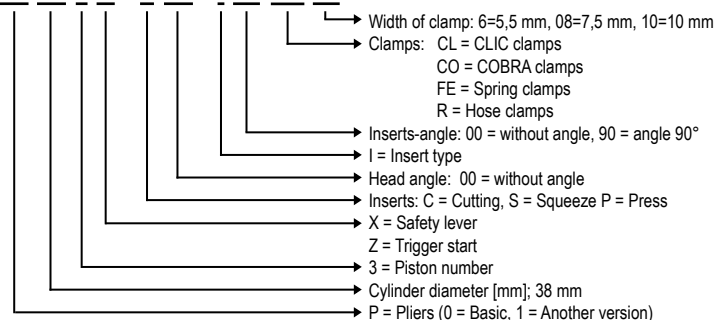 Width of clamp: 6=5,5 mm, 08=7,5 mm, 10=10 mm
Clamps: CL = CLIC clamps
CO = COBRA clamps
FE = Spring clamps
R = Hose clamps
Inserts-angle: 00 = without angle, 90 = angle 90°
I = Insert type
Head angle: 00 = without angle
Inserts: C = Cutting, S = Squeeze P = Press
X = Safety lever
Z = Trigger start
3 = Piston number
Cylinder diameter [mm]; 38 mm
P = Pliers (0 = Basic, 1 = Another version)